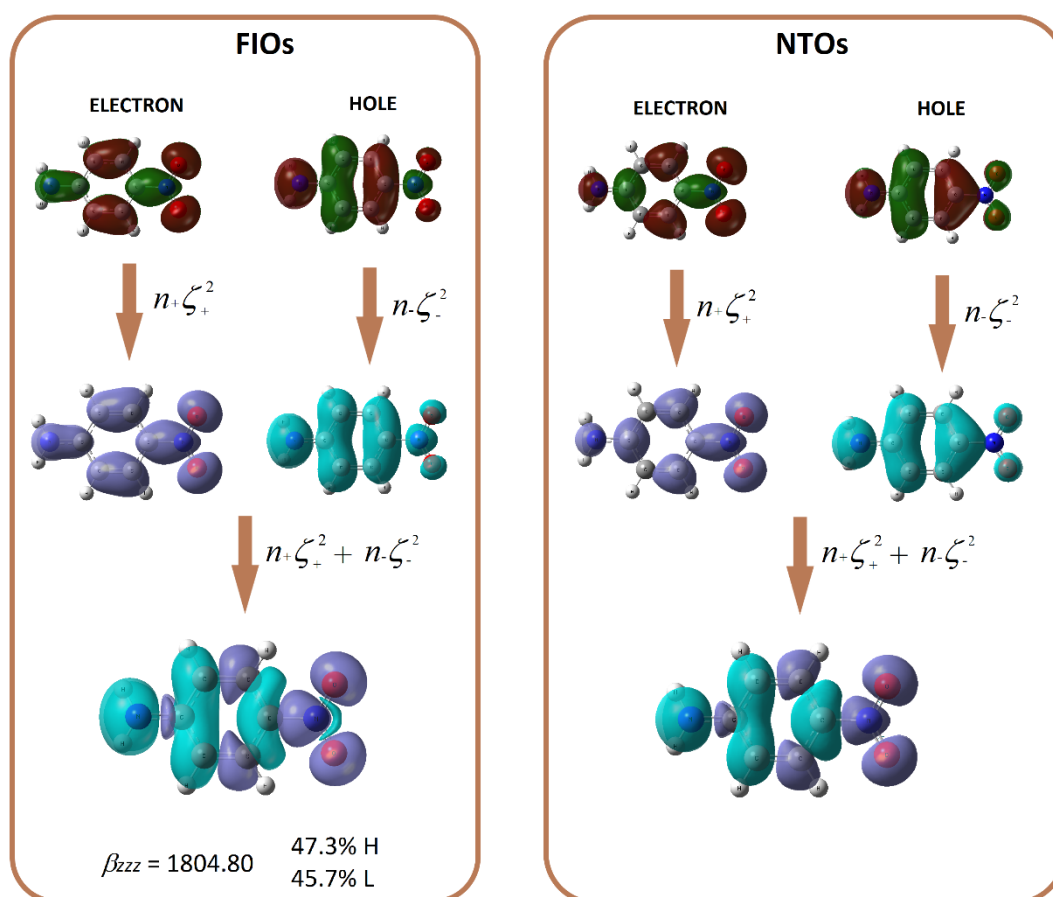 FIOs
ELECTRON HOLE
n₊ζ₊² n₋ζ₋²
n₊ζ₊² + n₋ζ₋²
βzzz = 1804.80
47.3% H
45.7% L
NTOs
ELECTRON HOLE
n₊ζ₊² n₋ζ₋²
n₊ζ₊² + n₋ζ₋²